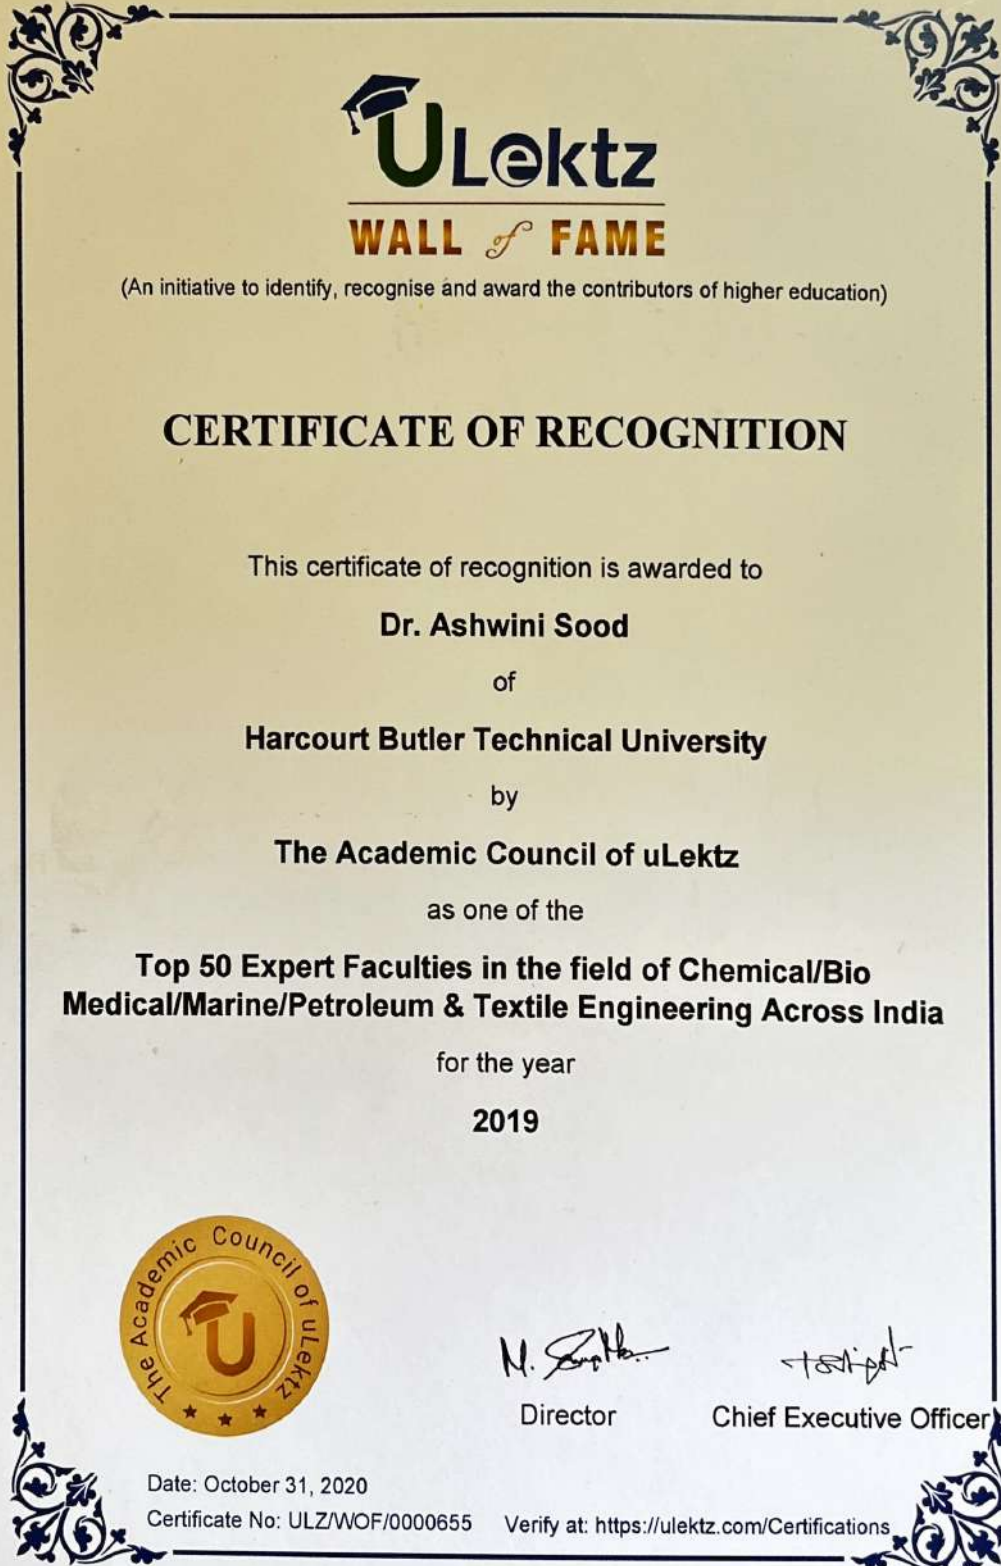 ULektz
WALL of FAME
(An initiative to identify, recognise and award the contributors of higher education)
CERTIFICATE OF RECOGNITION
This certificate of recognition is awarded to
Dr. Ashwini Sood
of
Harcourt Butler Technical University
by
The Academic Council of uLektz
as one of the
Top 50 Expert Faculties in the field of Chemical/Bio
Medical/Marine/Petroleum & Textile Engineering Across India
for the year
2019
The Academic Council of uLektz
U
Director
Chief Executive Officer
Date: October 31, 2020
Certificate No: ULZ/WOF/0000655
Verify at: https://ulektz.com/Certifications